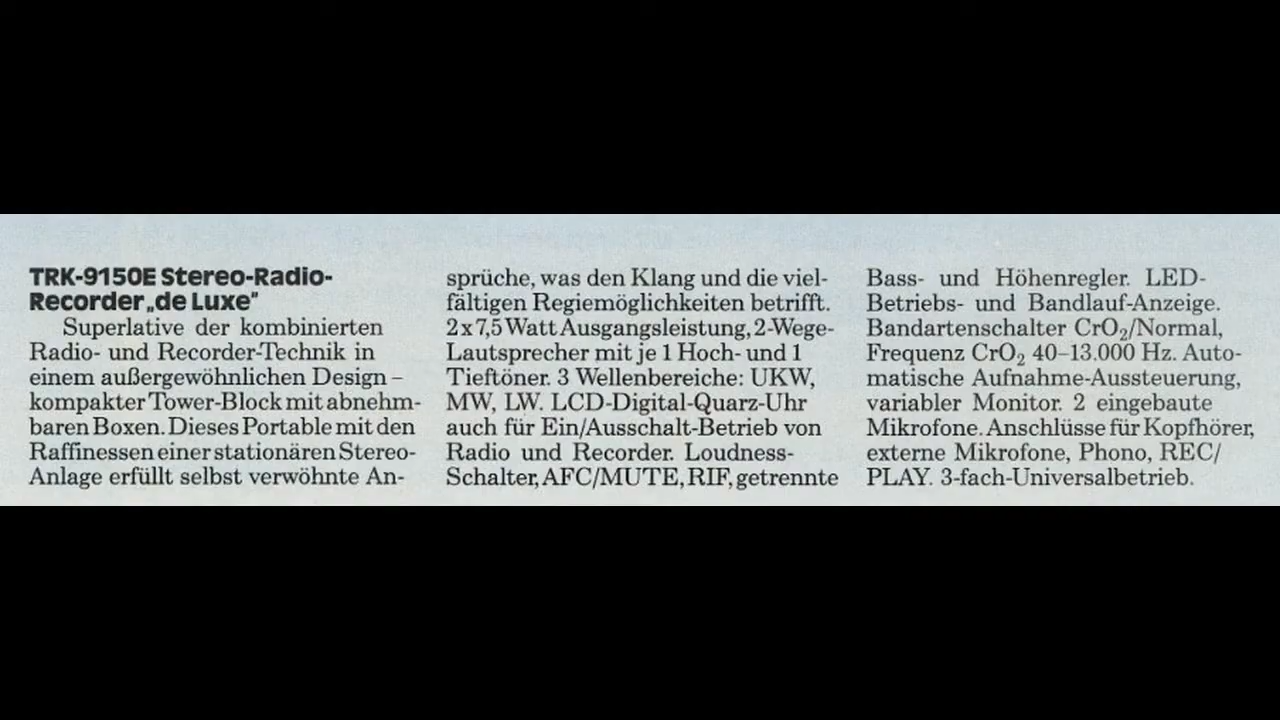 TRK-9150E Stereo-Radio-
Recorder „de Luxe"
Superlative der kombinierten
Radio- und Recorder-Technik in
einem außergewöhnlichen Design –
kompakter Tower-Block mit abnehm-
baren Boxen. Dieses Portable mit den
Raffinessen einer stationären Stereo-
Anlage erfüllt selbst verwöhnte An-
sprüche, was den Klang und die viel-
fältigen Regiemöglichkeiten betrifft.
2 x 7,5 Watt Ausgangsleistung, 2-Wege-
Lautsprecher mit je 1 Hoch- und 1
Tieftöner. 3 Wellenbereiche: UKW,
MW, LW. LCD-Digital-Quarz-Uhr
auch für Ein/Ausschalt-Betrieb von
Radio und Recorder. Loudness-
Schalter, AFC/MUTE, RIF, getrennte
Bass- und Höhenregler. LED-
Betriebs- und Bandlauf-Anzeige.
Bandartenschalter CrO₂/Normal,
Frequenz CrO₂ 40–13.000 Hz. Auto-
matische Aufnahme-Aussteuerung,
variabler Monitor. 2 eingebaute
Mikrofone. Anschlüsse für Kopfhörer,
externe Mikrofone, Phono, REC/
PLAY. 3-fach-Universalbetrieb.